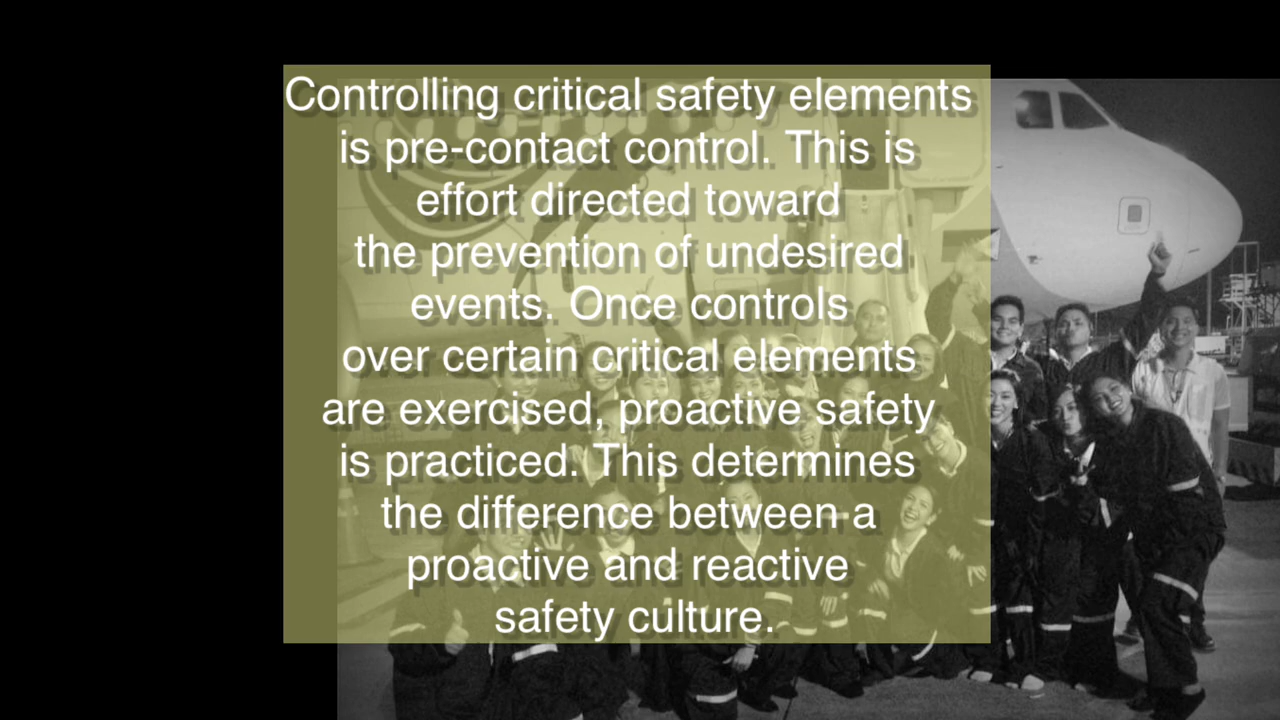 Controlling critical safety elements
is pre-contact control. This is
effort directed toward
the prevention of undesired
events. Once controls
over certain critical elements
are exercised, proactive safety
is practiced. This determines
the difference between a
proactive and reactive
safety culture.